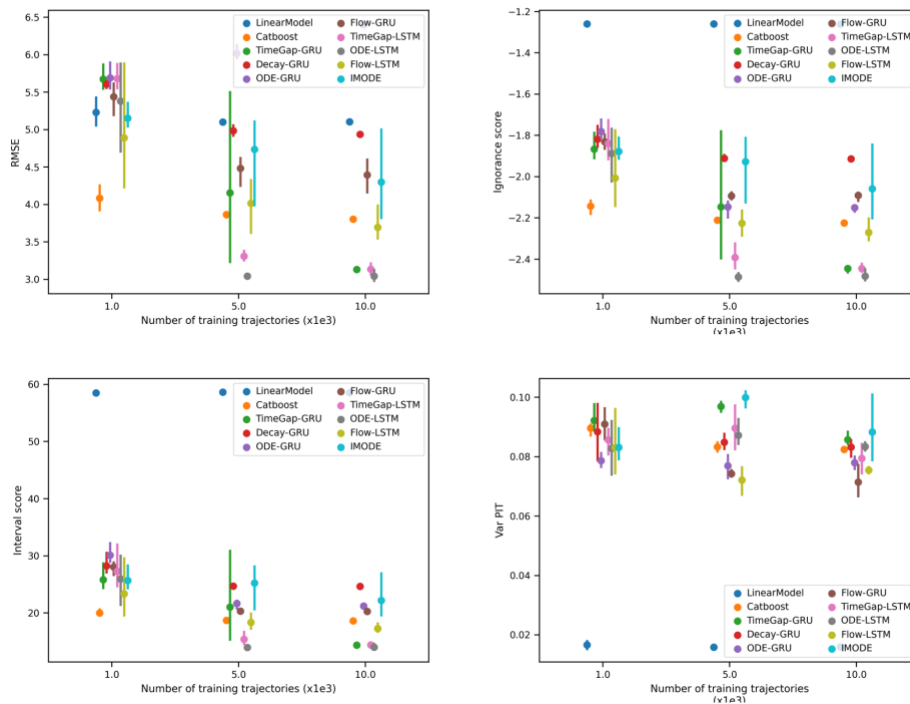 6.5
6.0
5.5
5.0
4.5
4.0
3.5
3.0
RMSE
LinearModel
Catboost
TimeGap-GRU
Decay-GRU
ODE-GRU
Flow-GRU
TimeGap-LSTM
ODE-LSTM
Flow-LSTM
IMODE
1.0 5.0 10.0
Number of training trajectories (x1e3)
−1.2
−1.4
−1.6
−1.8
−2.0
−2.2
−2.4
Ignorance score
LinearModel
Catboost
TimeGap-GRU
Decay-GRU
ODE-GRU
Flow-GRU
TimeGap-LSTM
ODE-LSTM
Flow-LSTM
IMODE
1.0 5.0 10.0
Number of training trajectories
(x1e3)
60
50
40
30
20
Interval score
LinearModel
Catboost
TimeGap-GRU
Decay-GRU
ODE-GRU
Flow-GRU
TimeGap-LSTM
ODE-LSTM
Flow-LSTM
IMODE
1.0 5.0 10.0
Number of training trajectories (x1e3)
0.10
0.08
0.06
0.04
0.02
Var PIT
LinearModel
Catboost
TimeGap-GRU
Decay-GRU
ODE-GRU
Flow-GRU
TimeGap-LSTM
ODE-LSTM
Flow-LSTM
IMODE
1.0 5.0 10.0
Number of training trajectories
(x1e3)